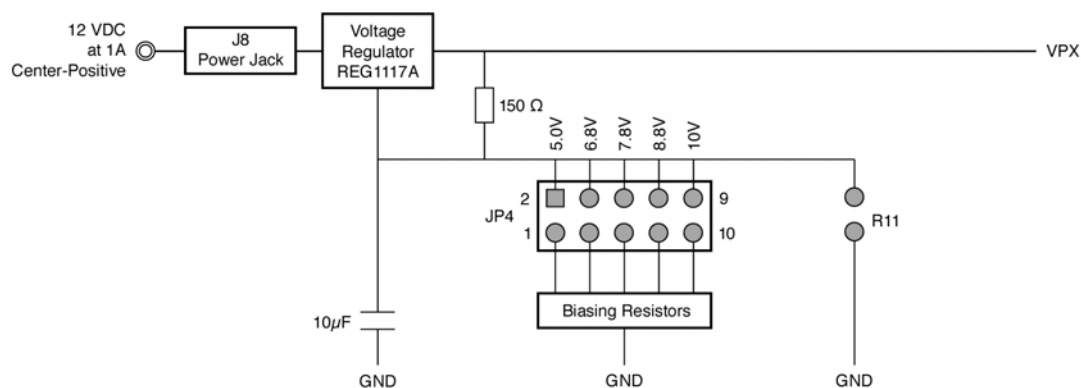 12 VDC
at 1A
Center-Positive
J8
Power Jack
Voltage
Regulator
REG1117A
VPX
150 Ω
5.0V
6.8V
7.8V
8.8V
10V
2
9
JP4
1
10
R11
Biasing Resistors
10µF
GND
GND
GND